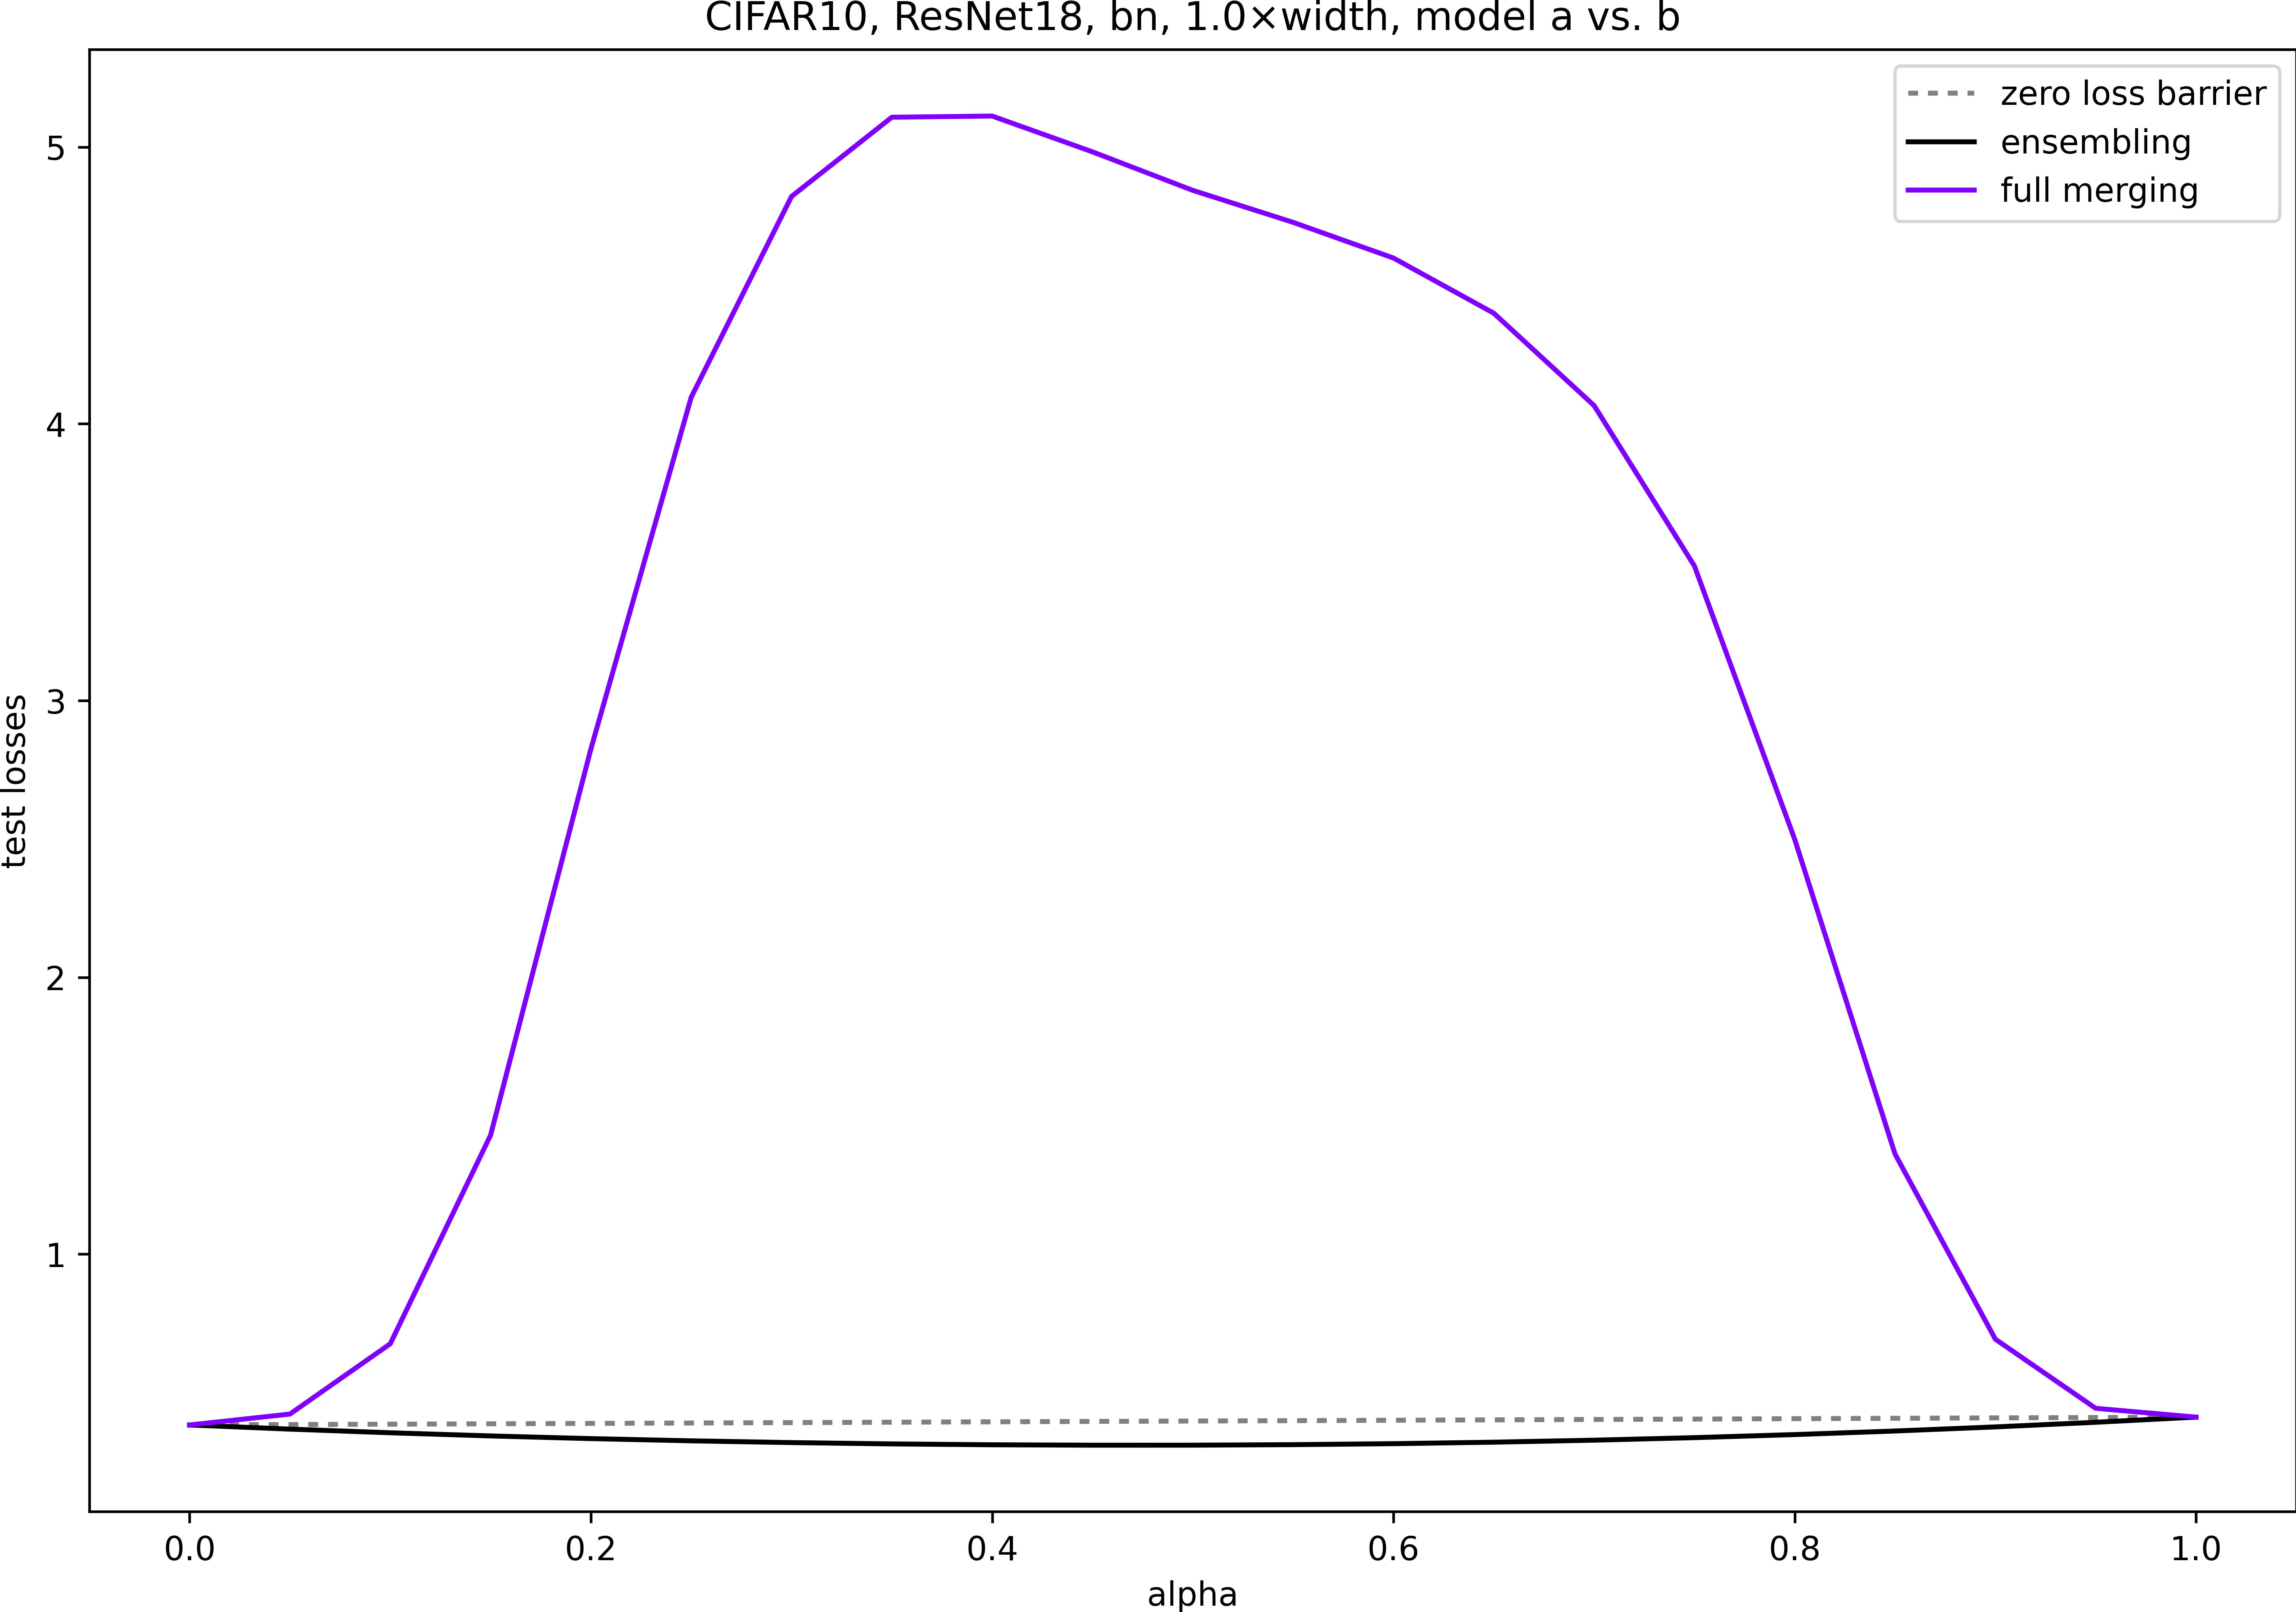 CIFAR10, ResNet18, bn, 1.0×width, model a vs. b
zero loss barrier
ensembling
full merging
5
4
3
2
1
test losses
0.0 0.2 0.4 0.6 0.8 1.0
alpha